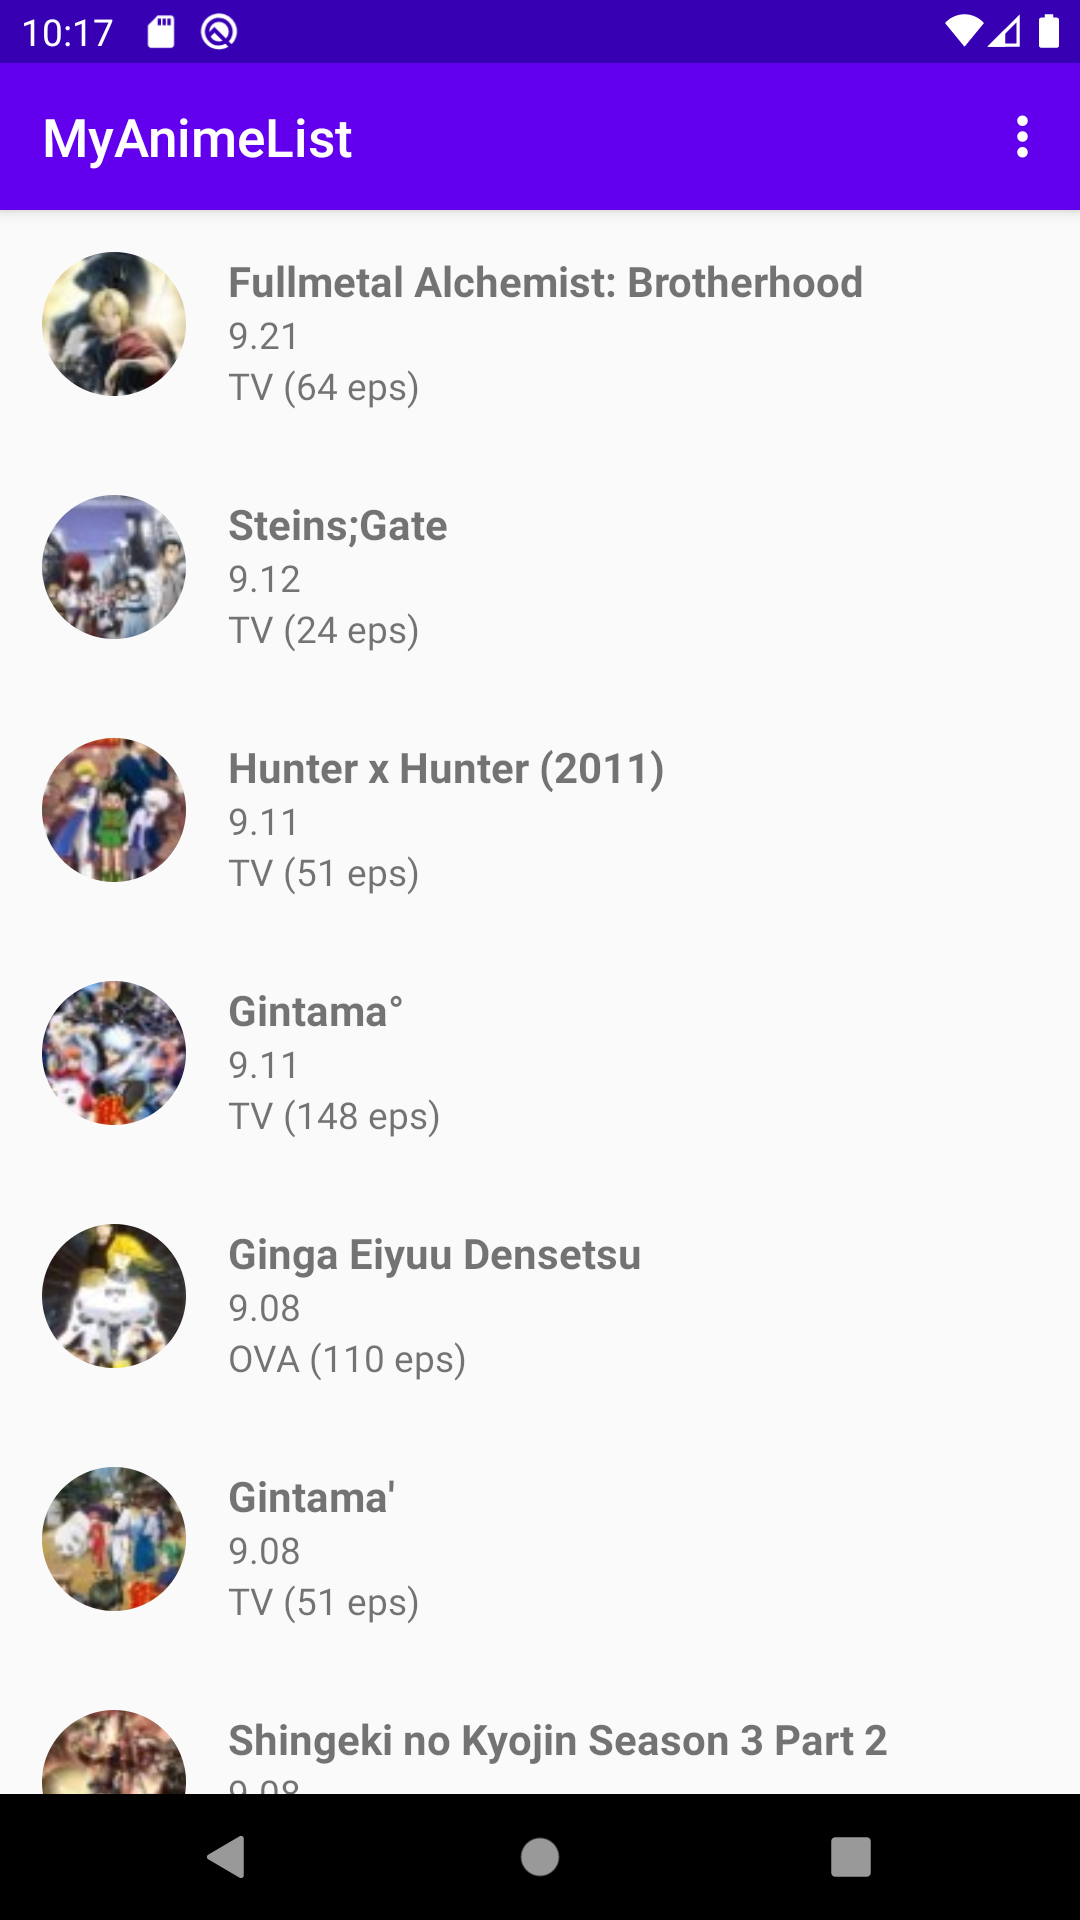 10:17
MyAnimeList
Fullmetal Alchemist: Brotherhood
9.21
TV (64 eps)
Steins;Gate
9.12
TV (24 eps)
Hunter x Hunter (2011)
9.11
TV (51 eps)
Gintama°
9.11
TV (148 eps)
Ginga Eiyuu Densetsu
9.08
OVA (110 eps)
Gintama'
9.08
TV (51 eps)
Shingeki no Kyojin Season 3 Part 2
9.08